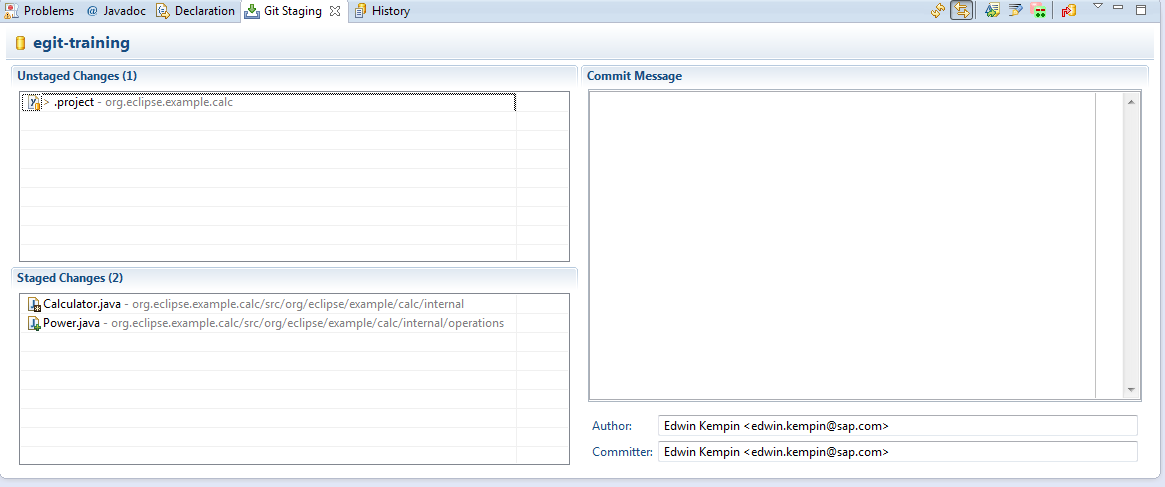 Problems @ Javadoc Declaration Git Staging History
egit-training
Unstaged Changes (1)
> .project - org.eclipse.example.calc
Staged Changes (2)
Calculator.java - org.eclipse.example.calc/src/org/eclipse/example/calc/internal
Power.java - org.eclipse.example.calc/src/org/eclipse/example/calc/internal/operations
Commit Message
Author: Edwin Kempin <edwin.kempin@sap.com>
Committer: Edwin Kempin <edwin.kempin@sap.com>